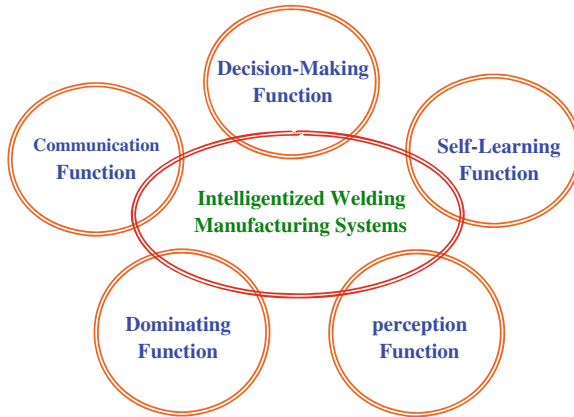 Decision-Making
Function
Communication
Function
Self-Learning
Function
Intelligentized Welding
Manufacturing Systems
Dominating
Function
perception
Function